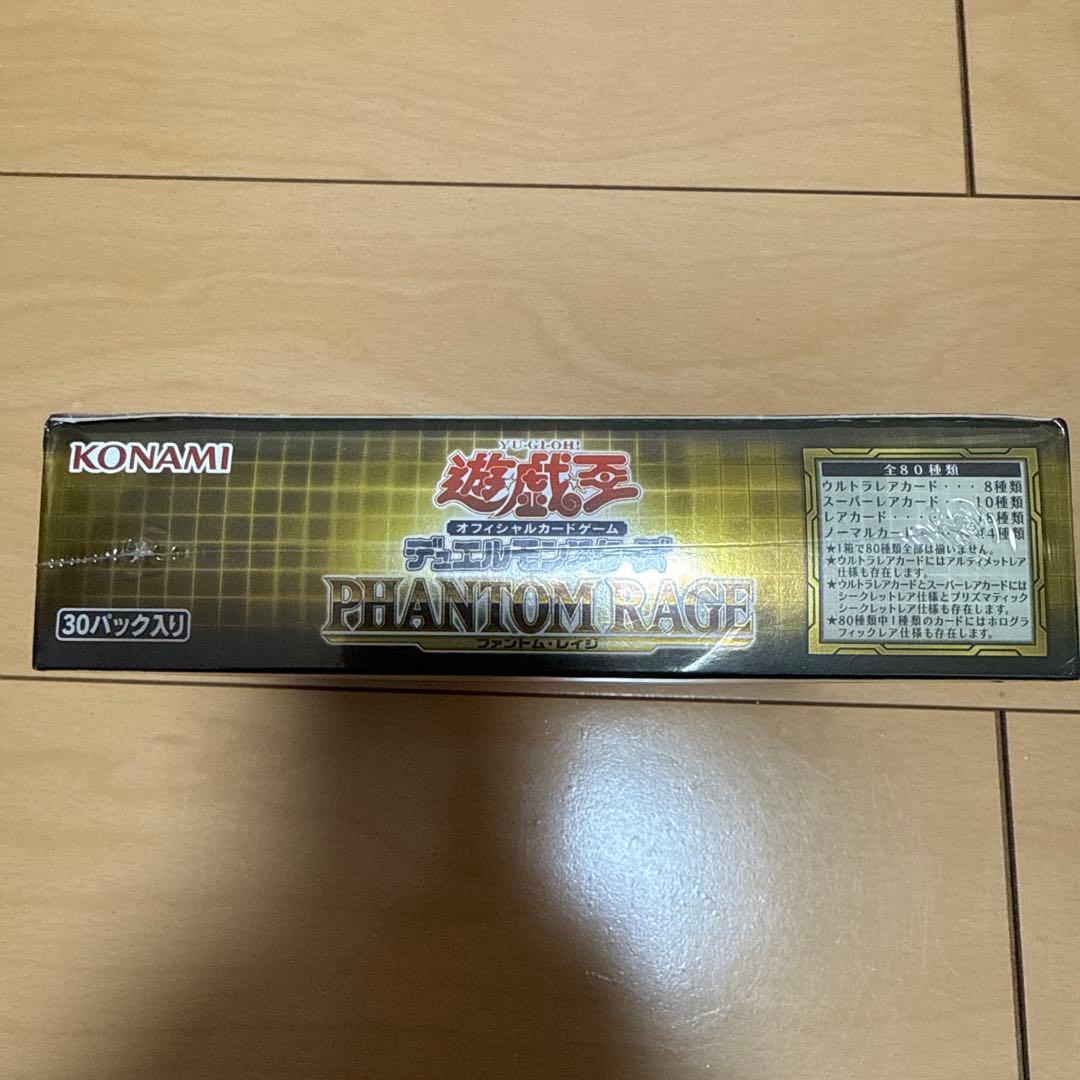 KONAMI
YU-GI-OH!
遊戯王
オフィシャルカードゲーム
デュエルモンスターズ
PHANTOM RAGE
ファントム・レイジ
30パック入り
全80種類
ウルトラレアカード・・・8種類
スーパーレアカード・・・10種類
レアカード・・・8種類
ノーマルカード 4種類
★1箱で80種類全部は揃いません。
★ウルトラレアカードにはアルティメットレア
仕様も存在します。
★ウルトラレアカードとスーパーレアカードには
シークレットレア仕様とプリズマティック
シークレットレア仕様も存在します。
★80種類中1種類のカードにはホログラ
フィックレア仕様も存在します。